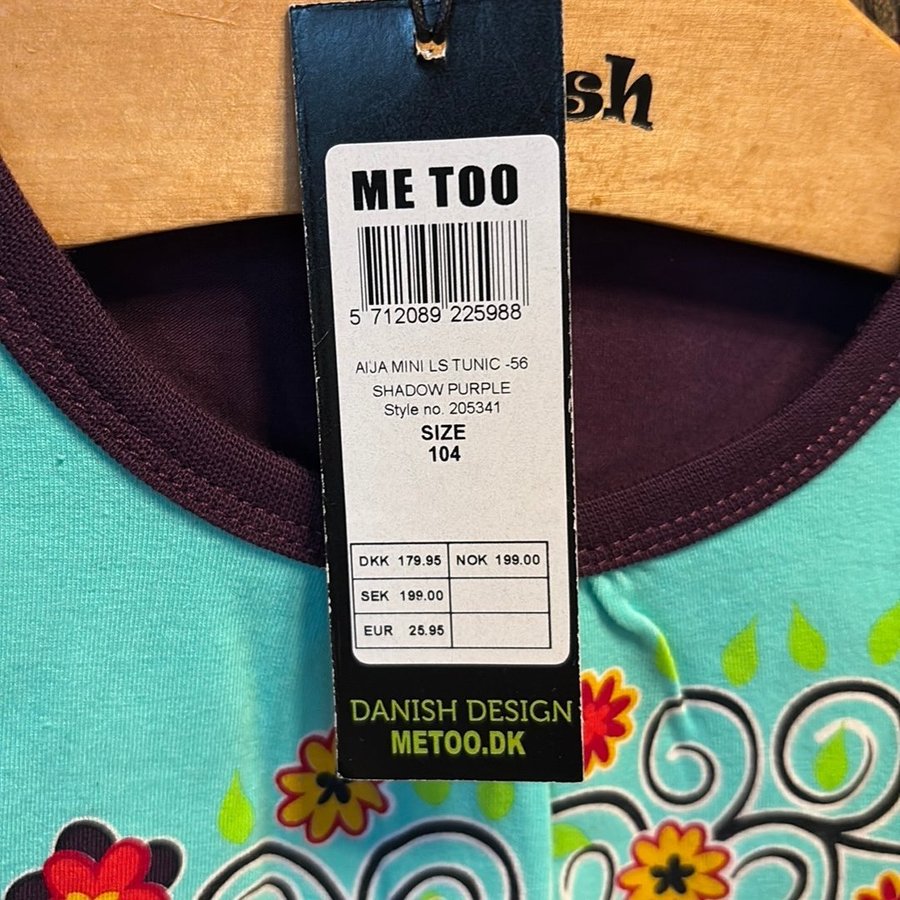 sh
ME TOO
5 712089 225988
AIJA MINI LS TUNIC -56
SHADOW PURPLE
Style no. 205341
SIZE
104
DKK 179.95 NOK 199.00
SEK 199.00
EUR 25.95
DANISH DESIGN
METOO.DK